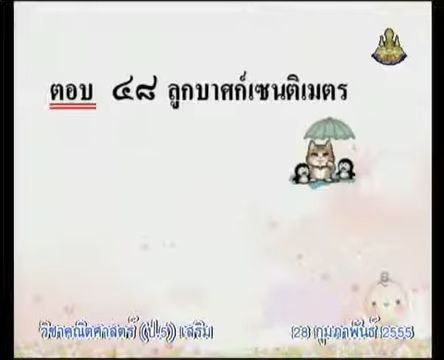 ตอบ ๔๘ ลูกบาศก์เซนติเมตร
วิชาคณิตศาสตร์ (ป.5) เสริม
28 กุมภาพันธ์ 2555